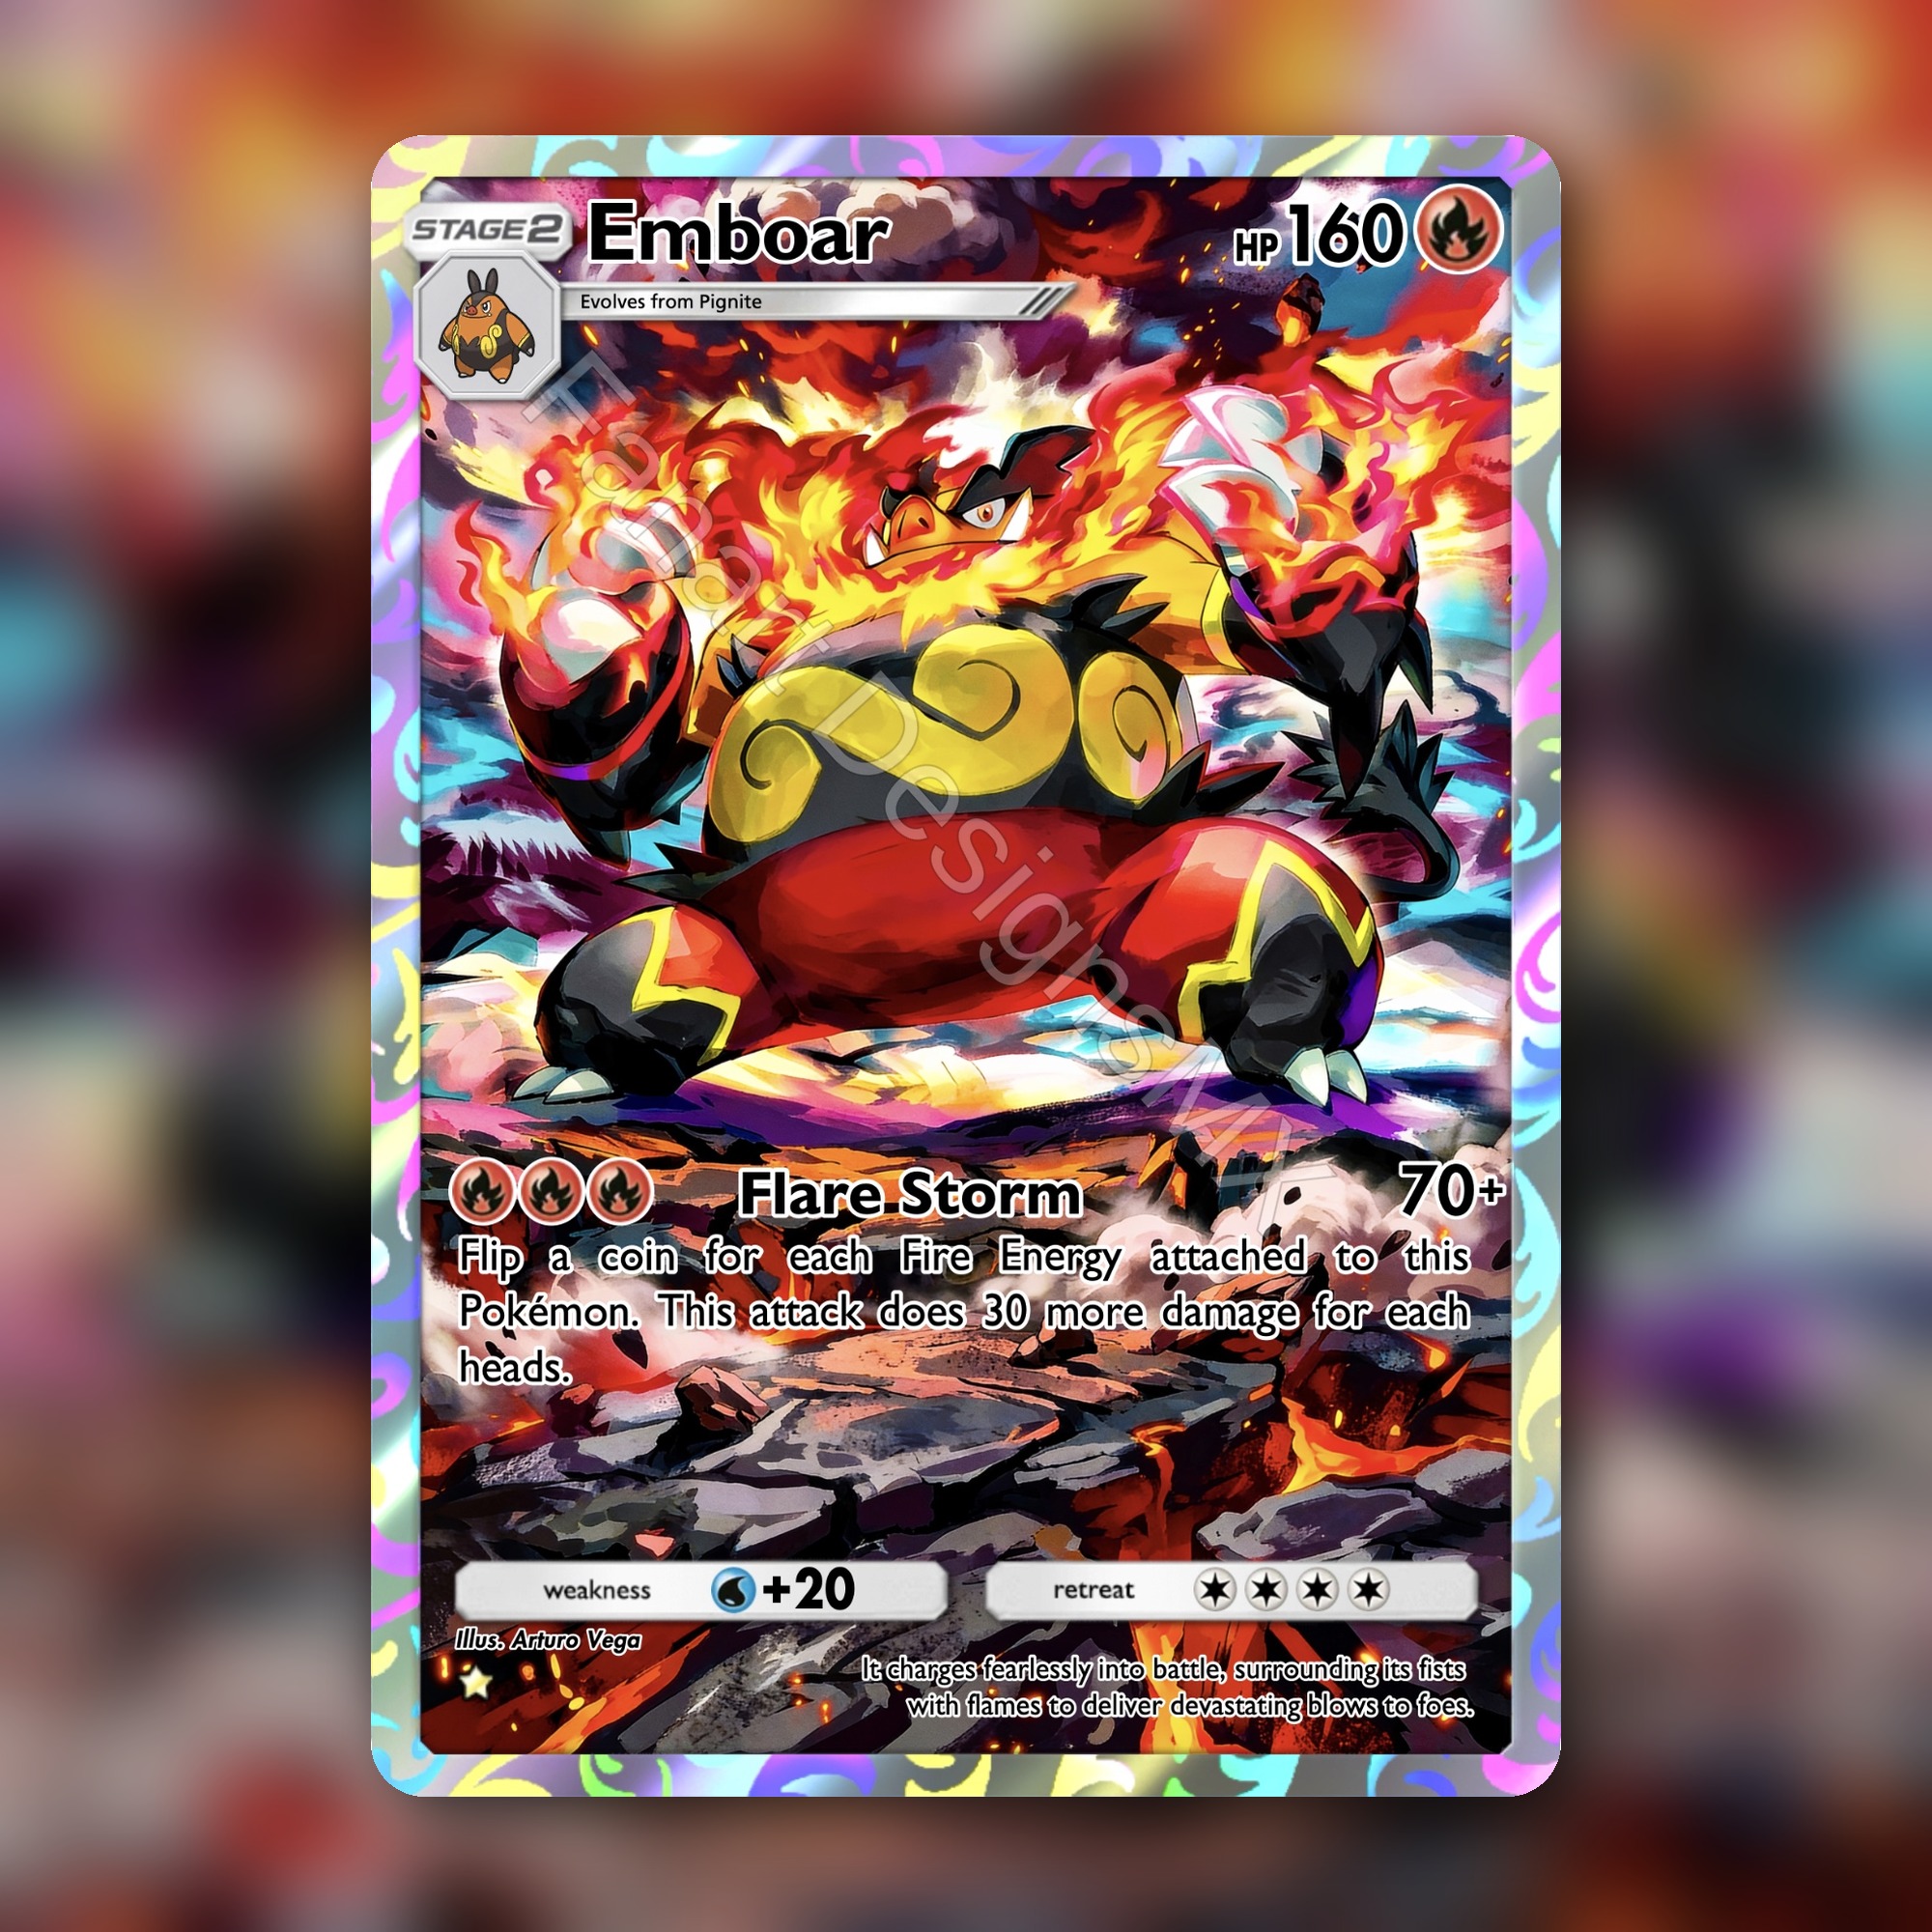 STAGE2 Emboar HP 160
Evolves from Pignite
Fanart DesignsMX
Flare Storm 70+
Flip a coin for each Fire Energy attached to this
Pokémon. This attack does 30 more damage for each
heads.
weakness +20 retreat
Illus. Arturo Vega
It charges fearlessly into battle, surrounding its fists
with flames to deliver devastating blows to foes.